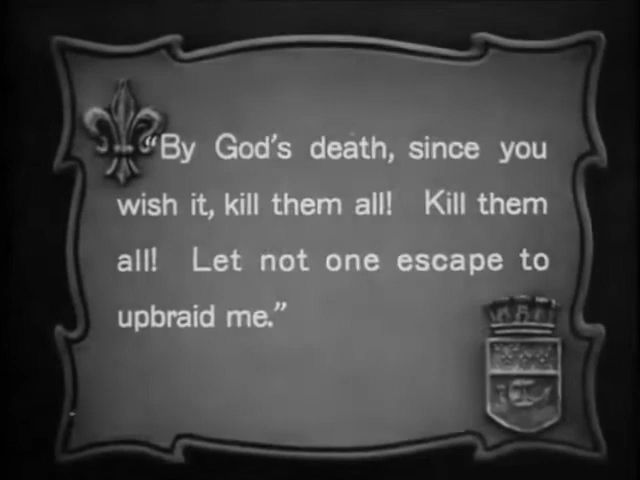 “By God's death, since you
wish it, kill them all! Kill them
all! Let not one escape to
upbraid me.”